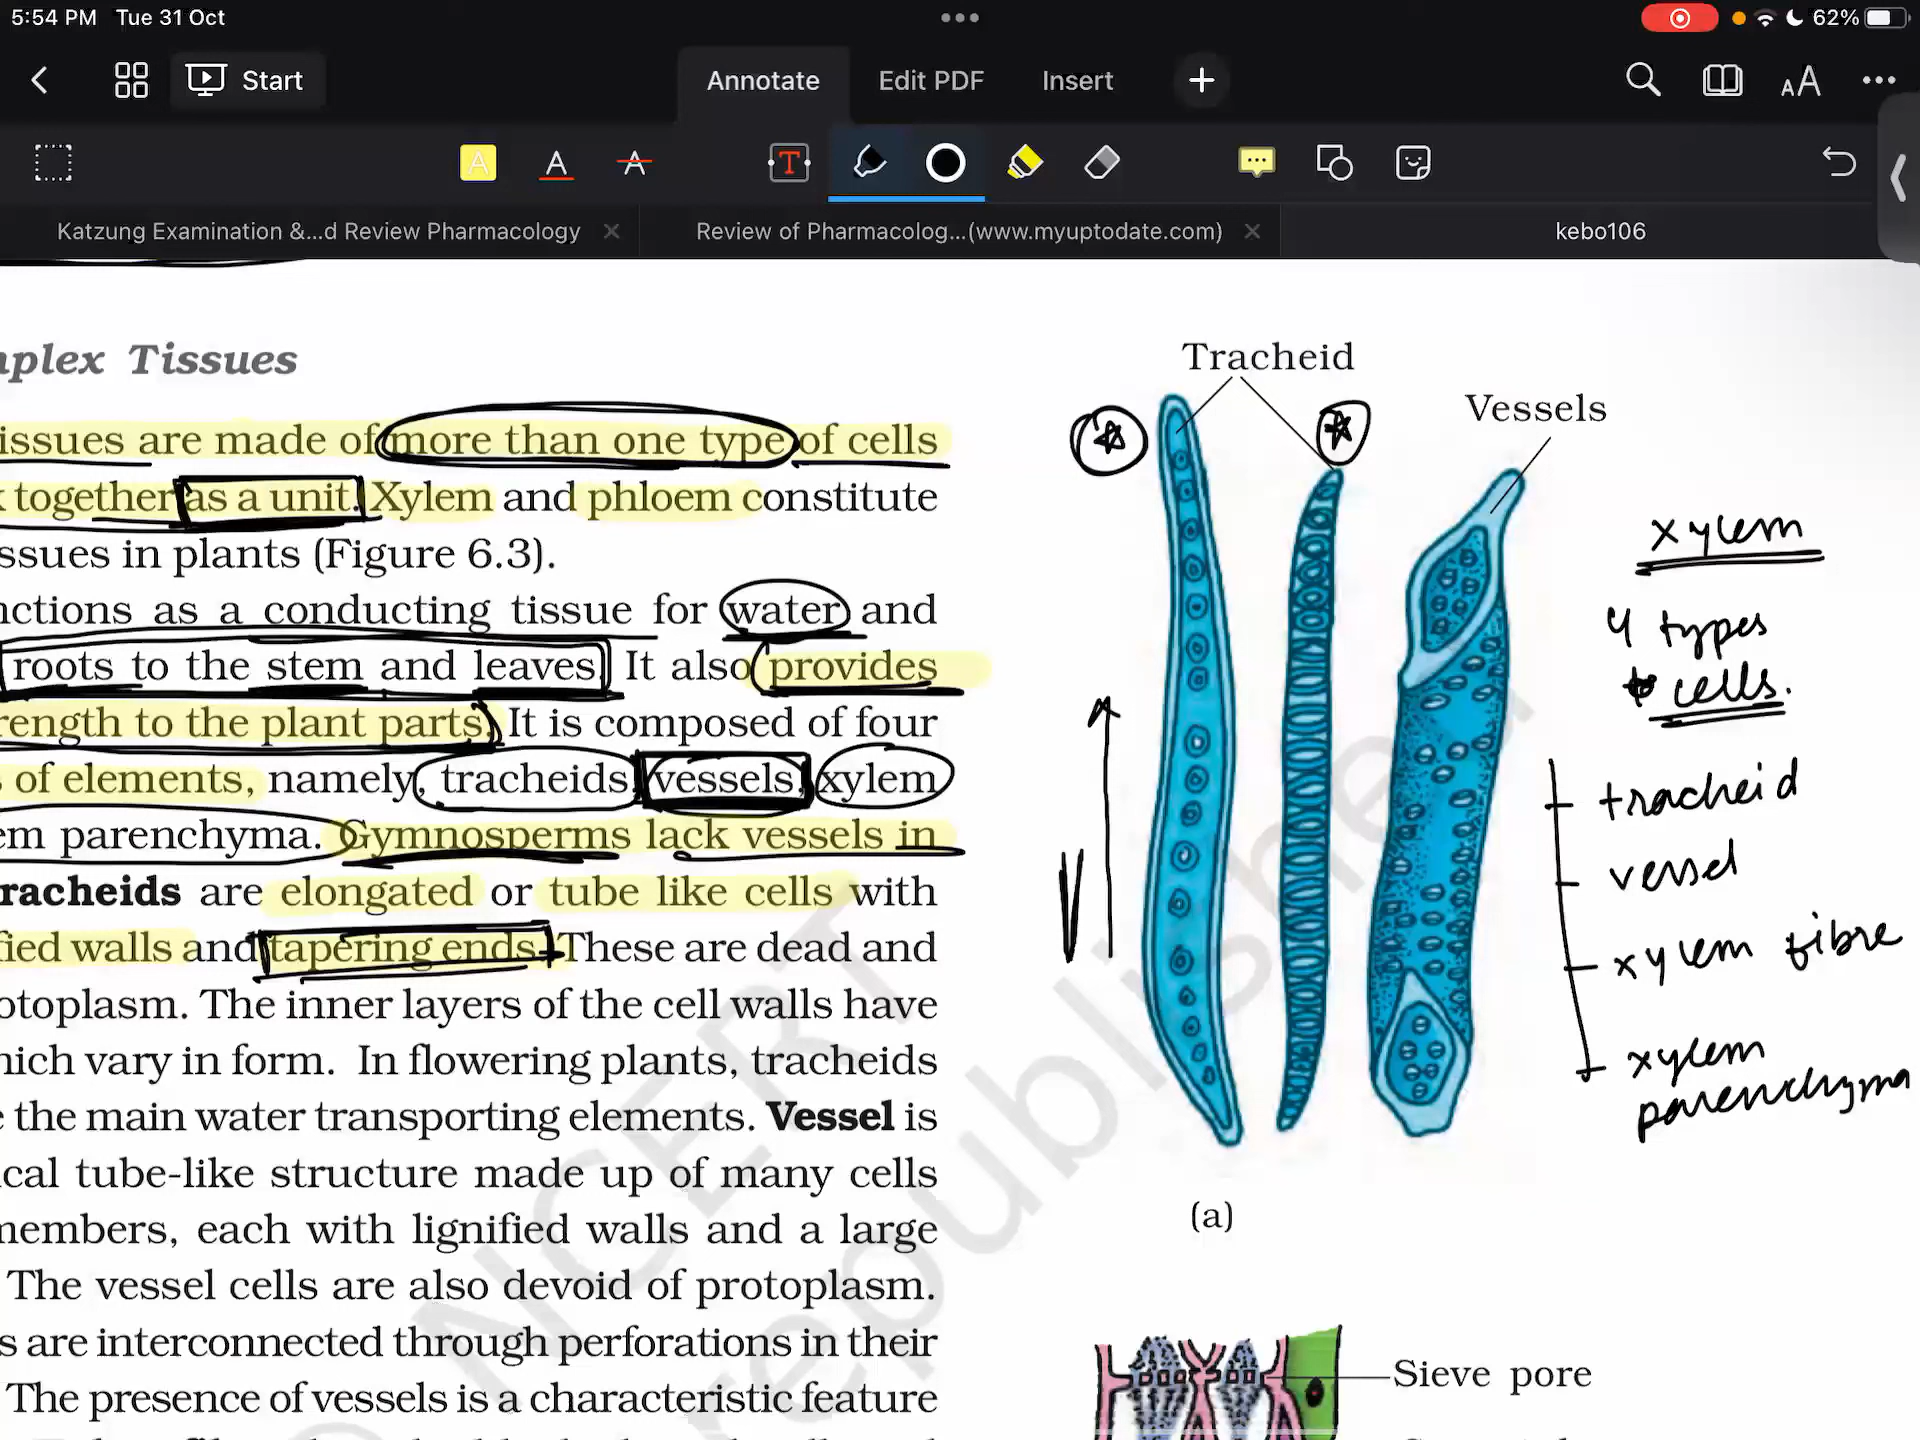 5:54 PM Tue 31 Oct
62%
Start
Annotate
Edit PDF
Insert
Katzung Examination &...d Review Pharmacology
Review of Pharmacolog...(www.myuptodate.com)
kebo106
mplex Tissues
issues are made of more than one type of cells
k together as a unit. Xylem and phloem constitute
issues in plants (Figure 6.3).
nctions as a conducting tissue for water and
roots to the stem and leaves. It also provides
rength to the plant parts. It is composed of four
s of elements, namely, tracheids, vessels, xylem
em parenchyma. Gymnosperms lack vessels in
racheids are elongated or tube like cells with
fied walls and tapering ends. These are dead and
otoplasm. The inner layers of the cell walls have
hich vary in form. In flowering plants, tracheids
e the main water transporting elements. Vessel is
ical tube-like structure made up of many cells
members, each with lignified walls and a large
The vessel cells are also devoid of protoplasm.
s are interconnected through perforations in their
The presence of vessels is a characteristic feature
Tracheid
Vessels
xylem
4 types
cells.
tracheid
vessel
xylem fibre
xylem
parenchyma
(a)
Sieve pore
NCERT
republished